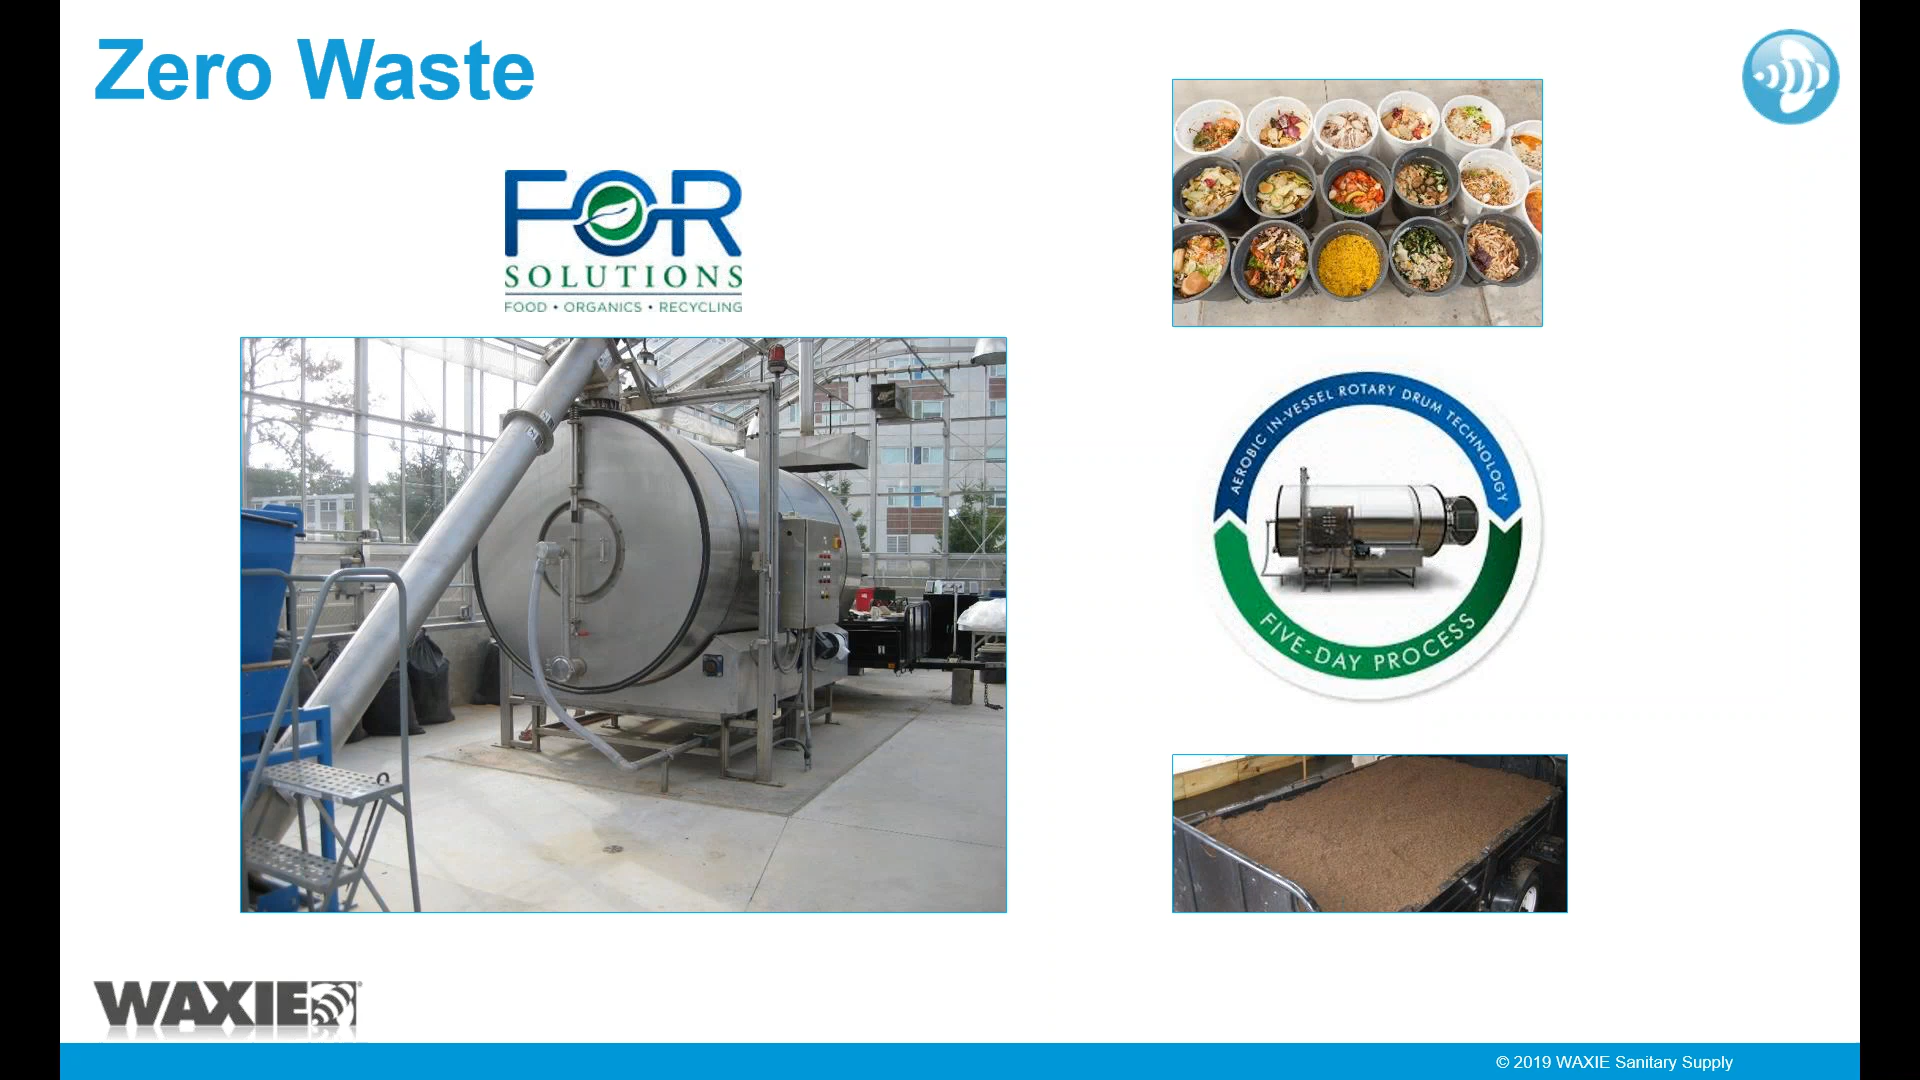 Zero Waste
FOR
SOLUTIONS
FOOD • ORGANICS • RECYCLING
AEROBIC IN-VESSEL ROTARY DRUM TECHNOLOGY
FIVE-DAY PROCESS
WAXIE
© 2019 WAXIE Sanitary Supply